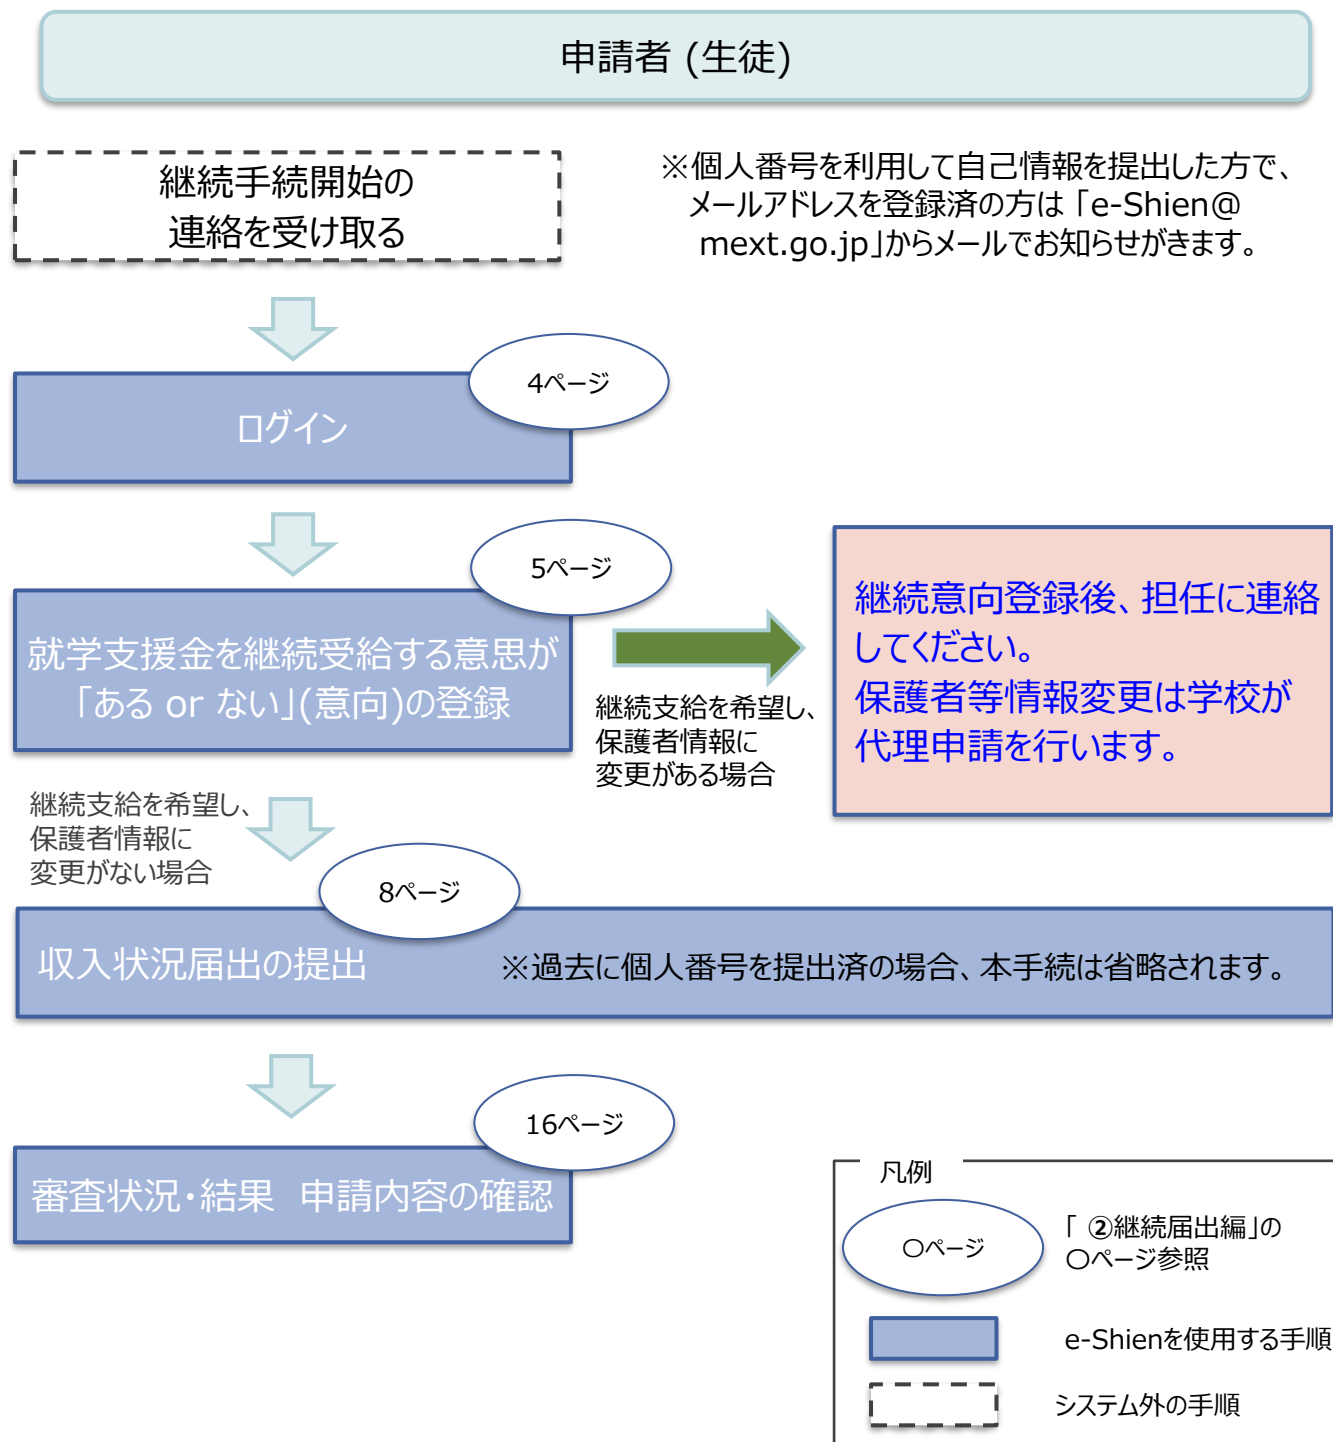 申請者 (生徒)
継続手続開始の
連絡を受け取る
※個人番号を利用して自己情報を提出した方で、
メールアドレスを登録済の方は「e-Shien@
mext.go.jp」からメールでお知らせがきます。
4ページ
ログイン
5ページ
就学支援金を継続受給する意思が
「ある or ない」(意向)の登録
継続支給を希望し、
保護者情報に
変更がある場合
継続意向登録後、担任に連絡
してください。
保護者等情報変更は学校が
代理申請を行います。
継続支給を希望し、
保護者情報に
変更がない場合
8ページ
収入状況届出の提出　※過去に個人番号を提出済の場合、本手続は省略されます。
16ページ
審査状況・結果　申請内容の確認
凡例
○ページ
「 ②継続届出編」の
○ページ参照
e-Shienを使用する手順
システム外の手順